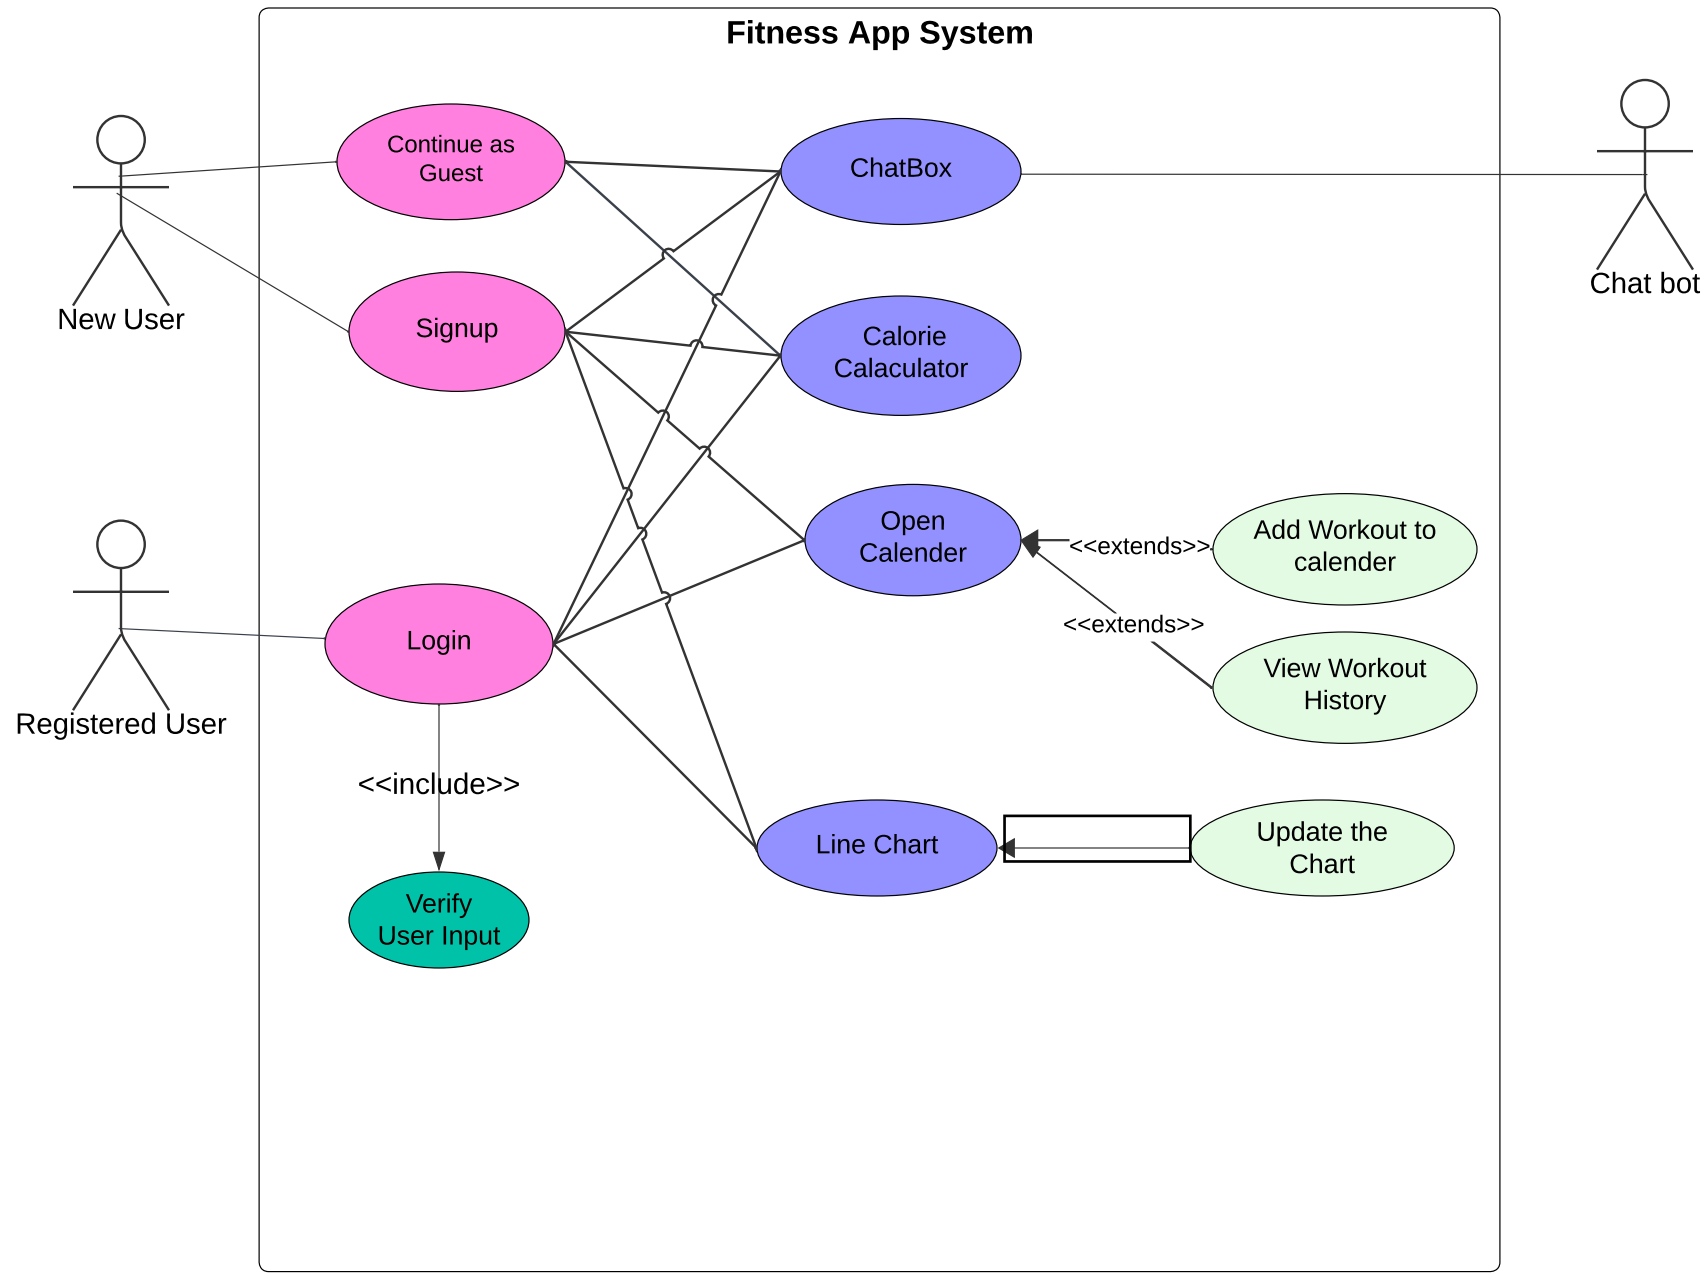 Fitness App System
Continue as
Guest
ChatBox
Chat bot
New User
Signup
Calorie
Calaculator
Open
Calender
<<extends>>
Add Workout to
calender
<<extends>>
View Workout
History
Registered User
Login
<<include>>
Line Chart
Update the
Chart
Verify
User Input